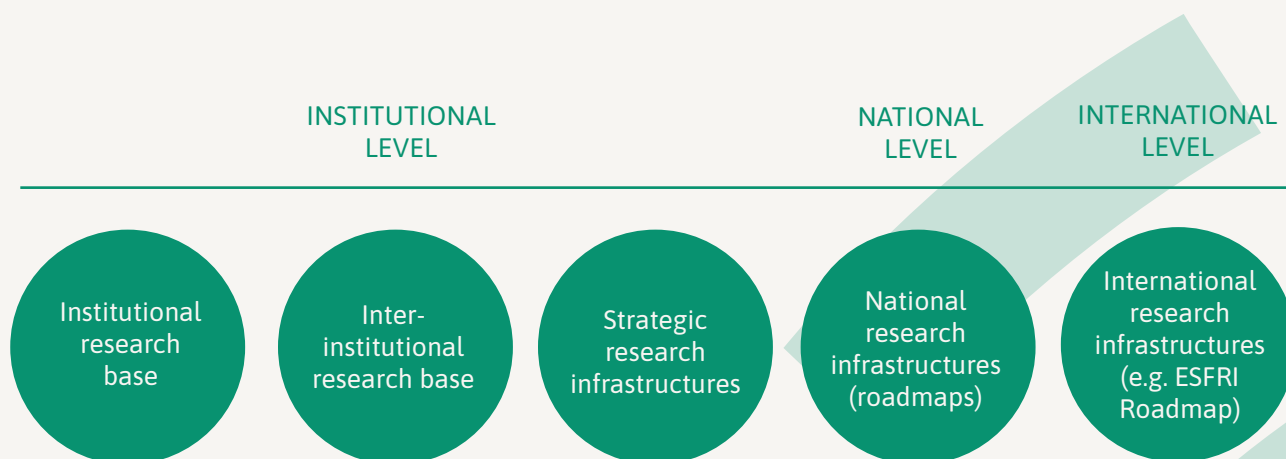 INSTITUTIONAL
LEVEL
NATIONAL
LEVEL
INTERNATIONAL
LEVEL
Institutional
research
base
Inter-
institutional
research base
Strategic
research
infrastructures
National
research
infrastructures
(roadmaps)
International
research
infrastructures
(e.g. ESFRI
Roadmap)